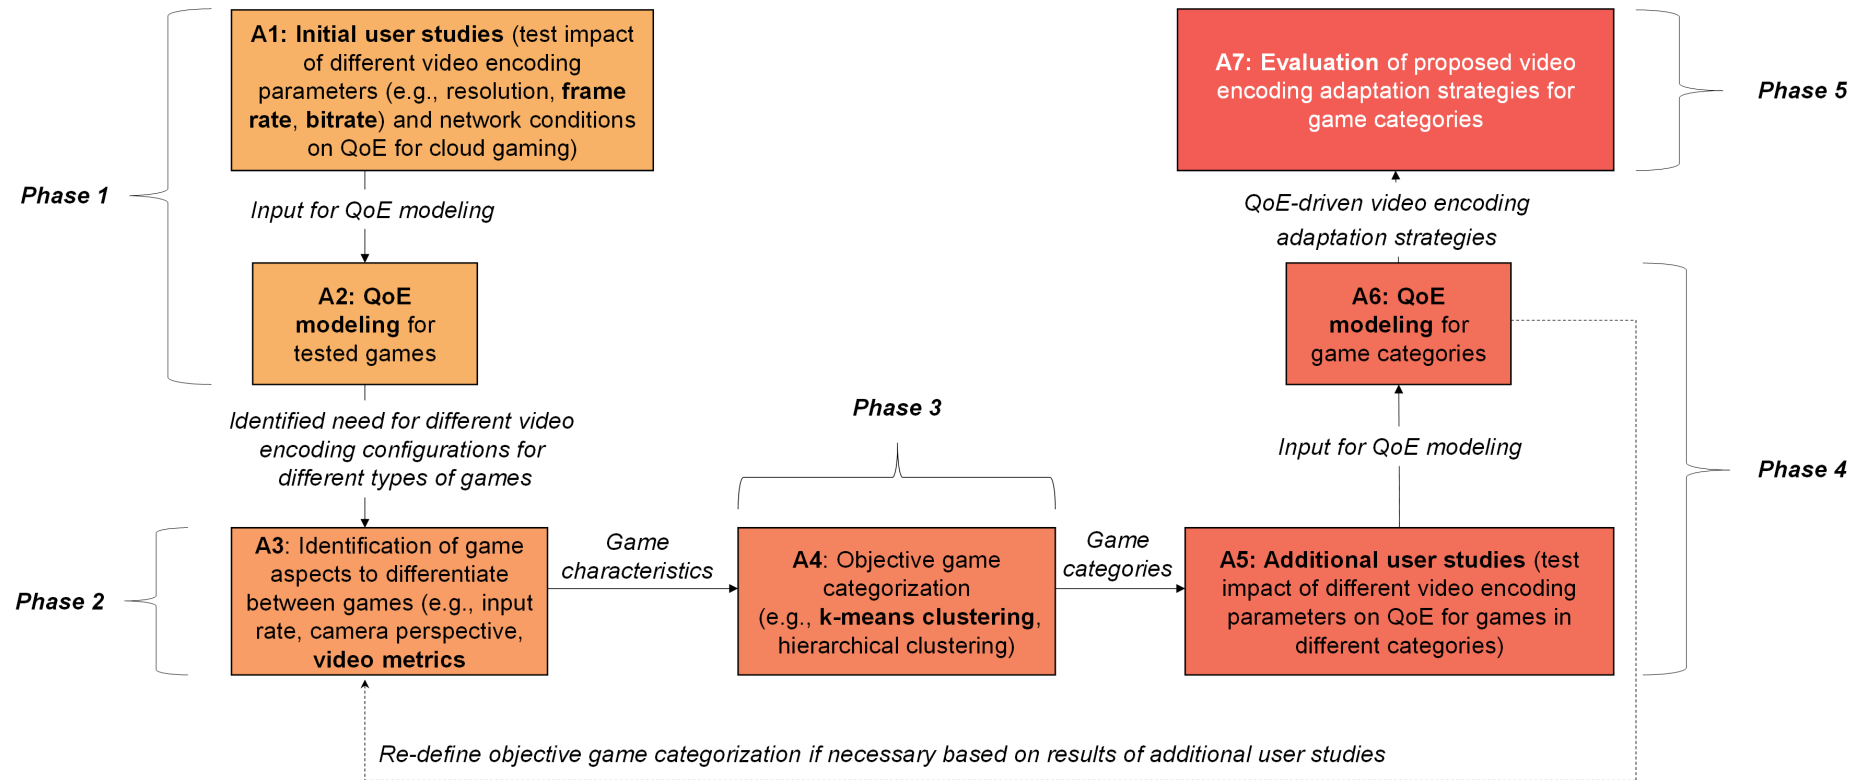 A1: Initial user studies (test impact
of different video encoding
parameters (e.g., resolution, frame
rate, bitrate) and network conditions
on QoE for cloud gaming)
Phase 1
Input for QoE modeling
A2: QoE
modeling for
tested games
Identified need for different video
encoding configurations for
different types of games
Phase 2
A3: Identification of game
aspects to differentiate
between games (e.g., input
rate, camera perspective,
video metrics
Game
characteristics
Phase 3
A4: Objective game
categorization
(e.g., k-means clustering,
hierarchical clustering)
Game
categories
A5: Additional user studies (test
impact of different video encoding
parameters on QoE for games in
different categories)
Phase 4
Input for QoE modeling
A6: QoE
modeling for
game categories
QoE-driven video encoding
adaptation strategies
A7: Evaluation of proposed video
encoding adaptation strategies for
game categories
Phase 5
Re-define objective game categorization if necessary based on results of additional user studies